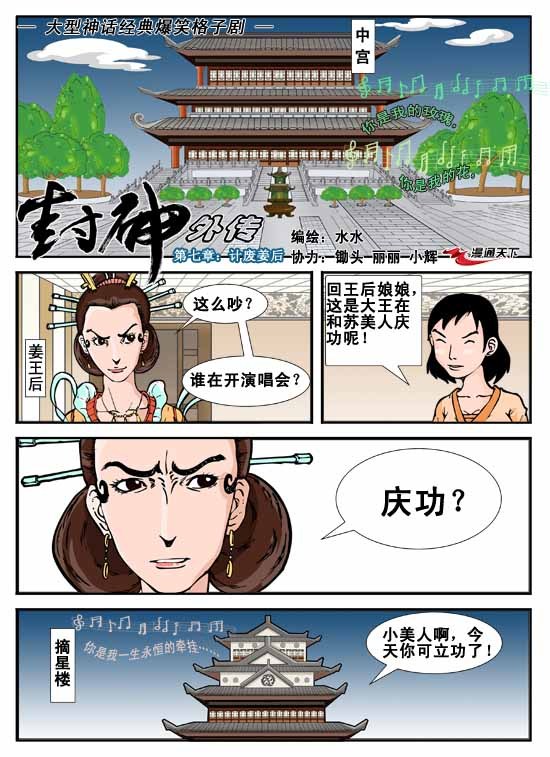 — 大型神话经典爆笑格子剧 —
中宫
你是我的玫瑰，
你是我的花。
封神
外传
第七章：计废姜后
编绘：水水
协力：锄头 丽丽 小辉
漫通天下
姜王后
这么吵？
谁在开演唱会？
回王后娘娘，
这是大王在
和苏美人庆
功呢！
庆功？
摘星楼
你是我一生永恒的牵挂……
小美人啊，今
天你可立功了！